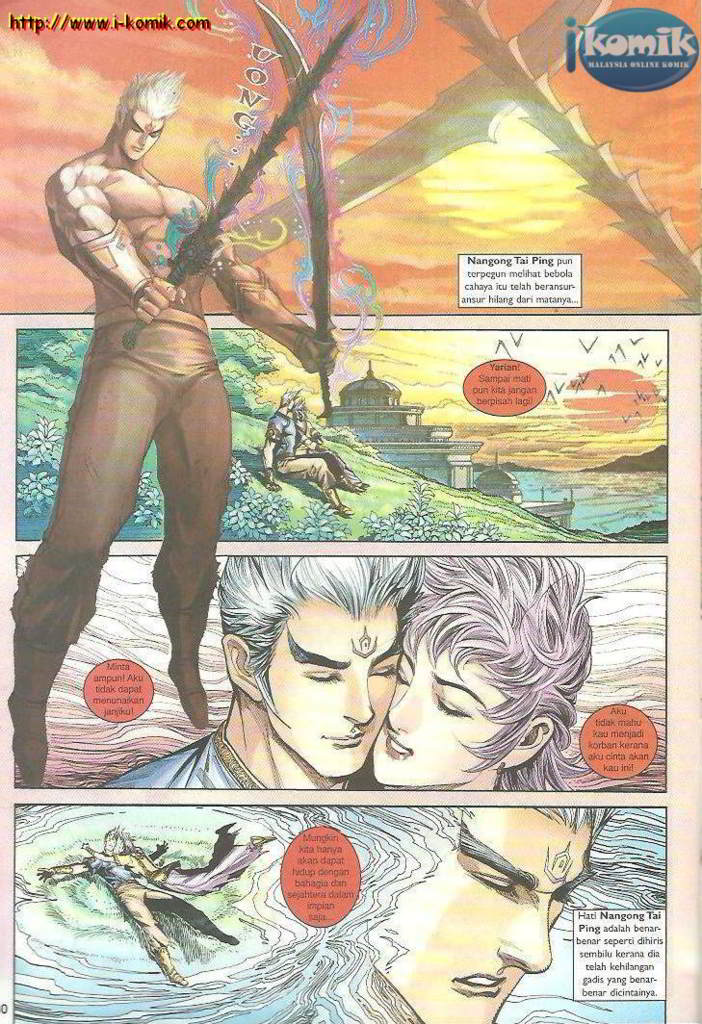 http://www.i-komik.com
ikomik
MALAYSIA ONLINE KOMIK
DONG...
Nangong Tai Ping pun
terpegun melihat bebola
cahaya itu telah beransur-
ansur hilang dari matanya...
Yarian!
Sampai mati
pun kita jangan
berpisah lagi!
Minta
ampun! Aku
tidak dapat
menunaikan
janjiku!
Aku
tidak mahu
kau menjadi
korban kerana
aku cinta akan
kau ini!
Mungkin
kita hanya
akan dapat
hidup dengan
bahagia dan
sejahtera dalam
impian
saja...
Hati Nangong Tai
Ping adalah benar-
benar seperti dihiris
sembilu kerana dia
telah kehilangan
gadis yang benar-
benar dicintainya.
0